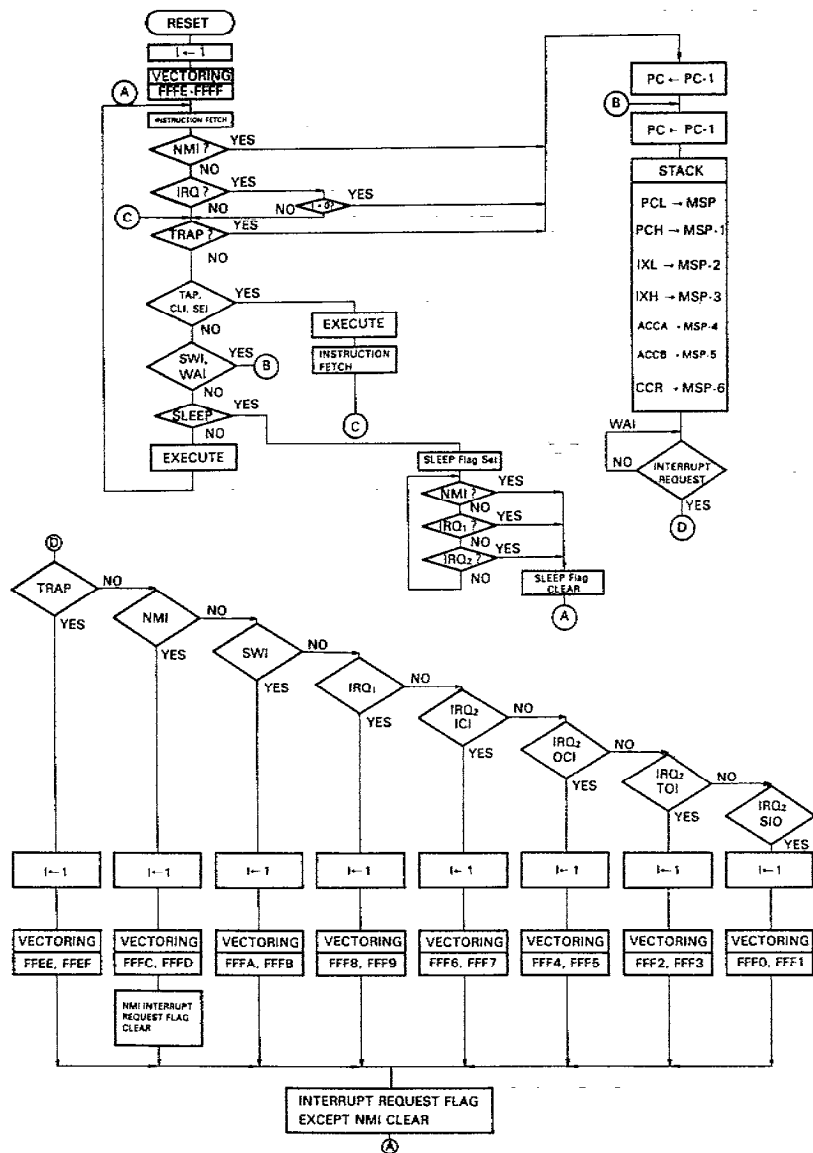 RESET
I ← 1
VECTORING
FFFE-FFFF
A
INSTRUCTION FETCH
NMI ?
YES
NO
IRQ ?
YES
NO
I = 0?
YES
NO
C
TRAP ?
YES
NO
TAP,
CLI, SEI
YES
NO
EXECUTE
INSTRUCTION
FETCH
C
SWI,
WAI
YES
B
NO
SLEEP
YES
NO
EXECUTE
PC ← PC-1
B
PC ← PC-1
STACK
PCL → MSP
PCH → MSP-1
IXL → MSP-2
IXH → MSP-3
ACCA → MSP-4
ACCB → MSP-5
CCR → MSP-6
WAI
NO
INTERRUPT
REQUEST
YES
D
SLEEP Flag Set
NMI ?
YES
NO
IRQ₁ ?
YES
NO
IRQ₂ ?
YES
NO
SLEEP Flag
CLEAR
A
D
TRAP
NO
YES
NMI
NO
YES
SWI
NO
YES
IRQ₁
NO
YES
IRQ₂
ICI
NO
YES
IRQ₂
OCI
NO
YES
IRQ₂
TOI
NO
YES
IRQ₂
SIO
YES
I←1
I←1
I←1
I←1
I←1
I←1
I←1
I←1
VECTORING
FFEE, FFEF
VECTORING
FFFC, FFFD
VECTORING
FFFA, FFFB
VECTORING
FFF8, FFF9
VECTORING
FFF6, FFF7
VECTORING
FFF4, FFF5
VECTORING
FFF2, FFF3
VECTORING
FFF0, FFF1
NMI INTERRUPT
REQUEST FLAG
CLEAR
INTERRUPT REQUEST FLAG
EXCEPT NMI CLEAR
A